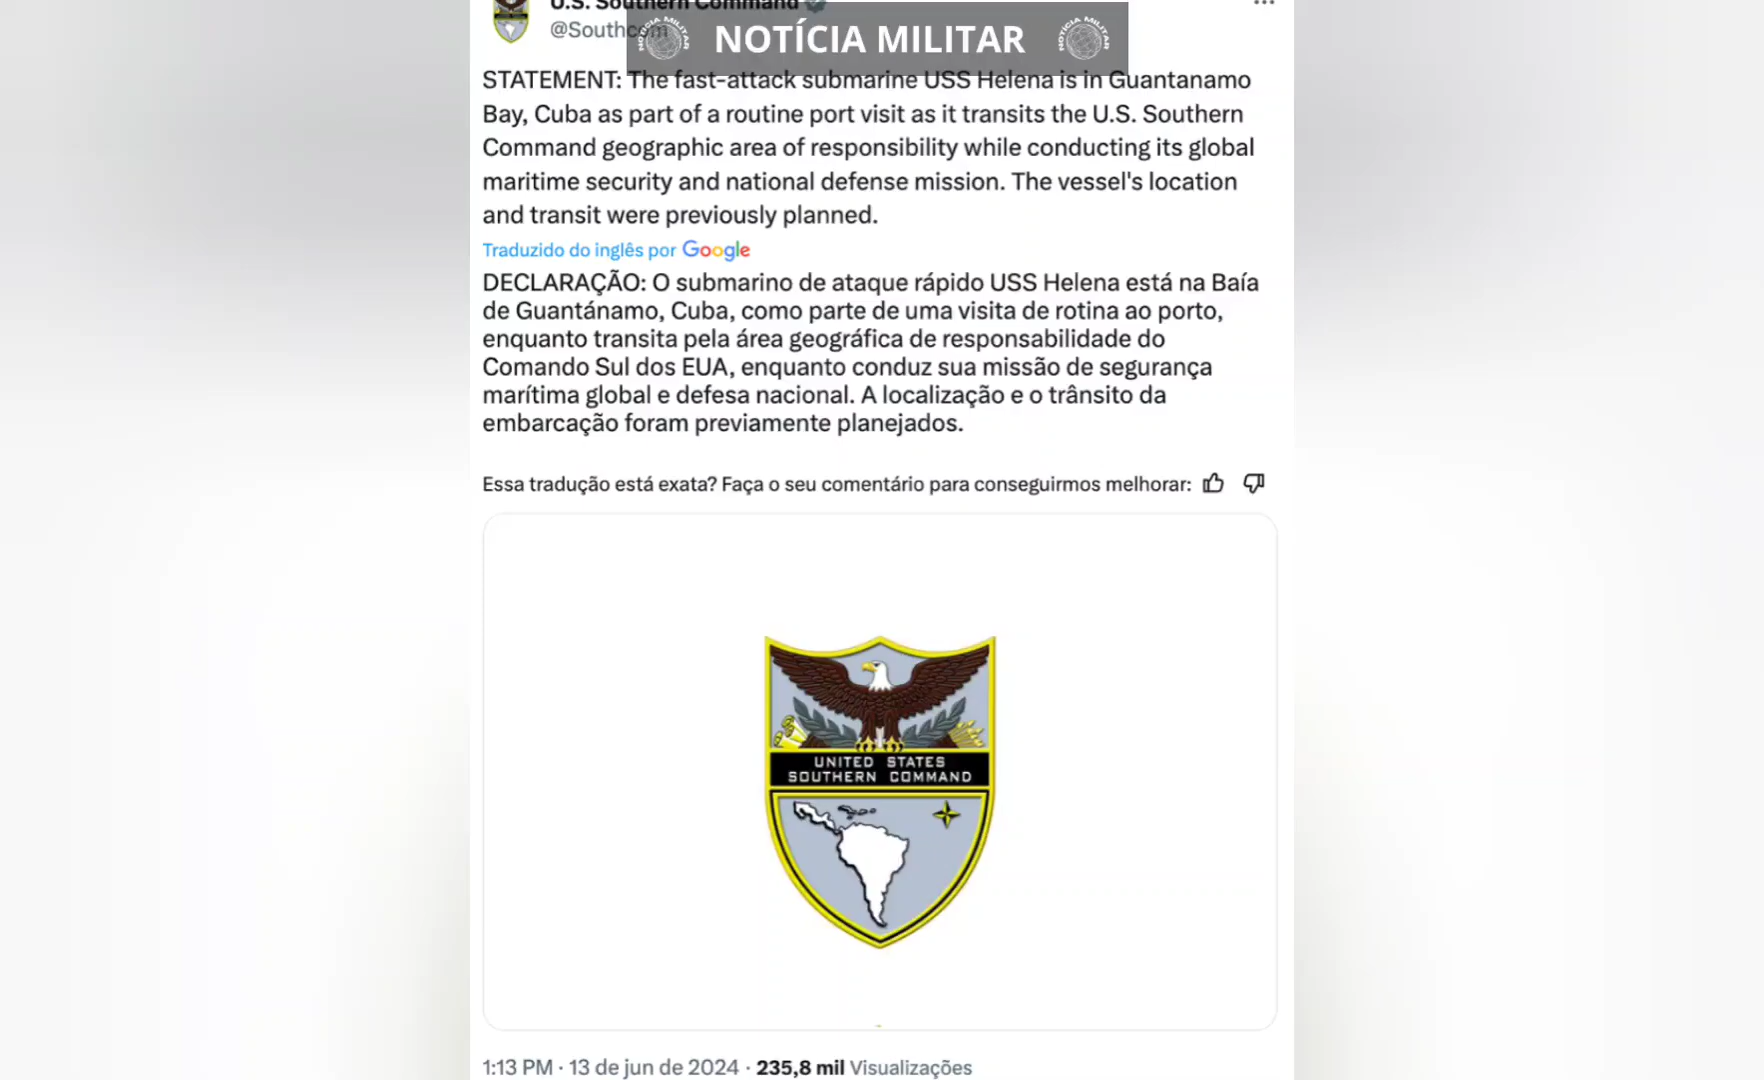 U.S. Southern Command
@Southcom
NOTÍCIA MILITAR
NOTÍCIA MILITAR
NOTÍCIA MILITAR
STATEMENT: The fast-attack submarine USS Helena is in Guantanamo
Bay, Cuba as part of a routine port visit as it transits the U.S. Southern
Command geographic area of responsibility while conducting its global
maritime security and national defense mission. The vessel's location
and transit were previously planned.
Traduzido do inglês por Google
DECLARAÇÃO: O submarino de ataque rápido USS Helena está na Baía
de Guantánamo, Cuba, como parte de uma visita de rotina ao porto,
enquanto transita pela área geográfica de responsabilidade do
Comando Sul dos EUA, enquanto conduz sua missão de segurança
marítima global e defesa nacional. A localização e o trânsito da
embarcação foram previamente planejados.
Essa tradução está exata? Faça o seu comentário para conseguirmos melhorar:
UNITED STATES
SOUTHERN COMMAND
1:13 PM · 13 de jun de 2024 · 235,8 mil Visualizações